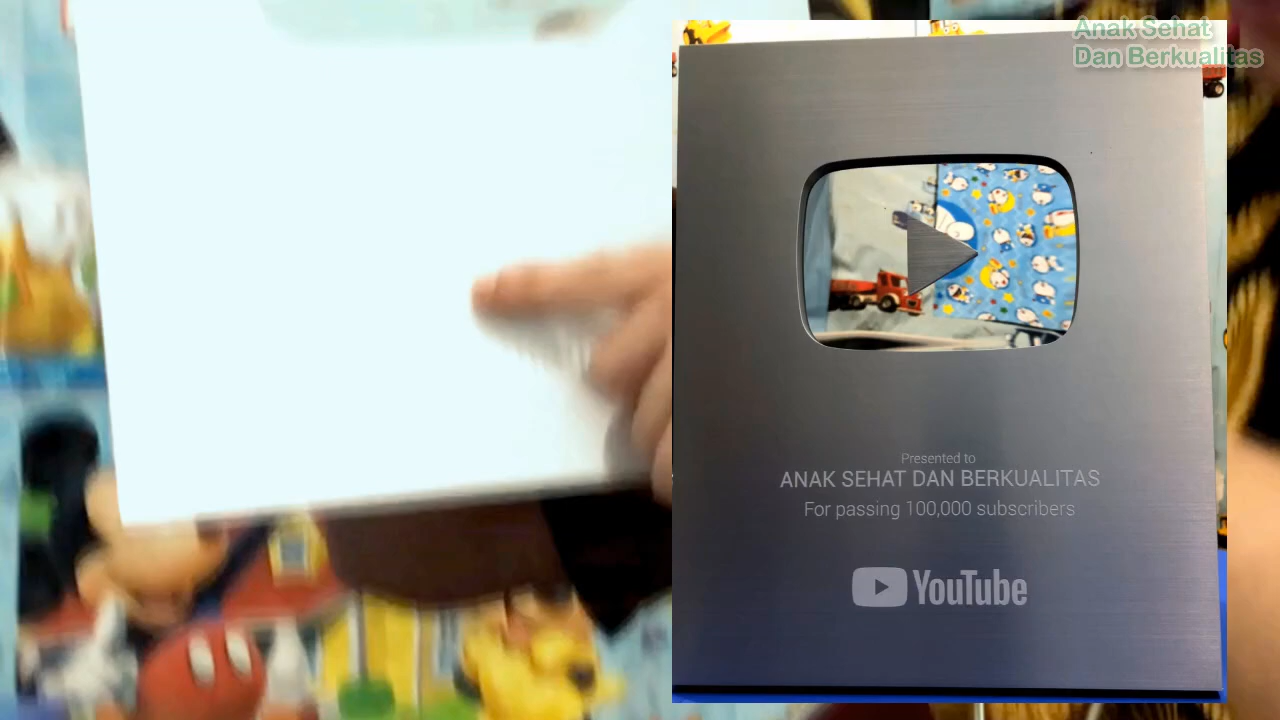 Anak Sehat
Dan Berkualitas
Presented to
ANAK SEHAT DAN BERKUALITAS
For passing 100,000 subscribers
YouTube